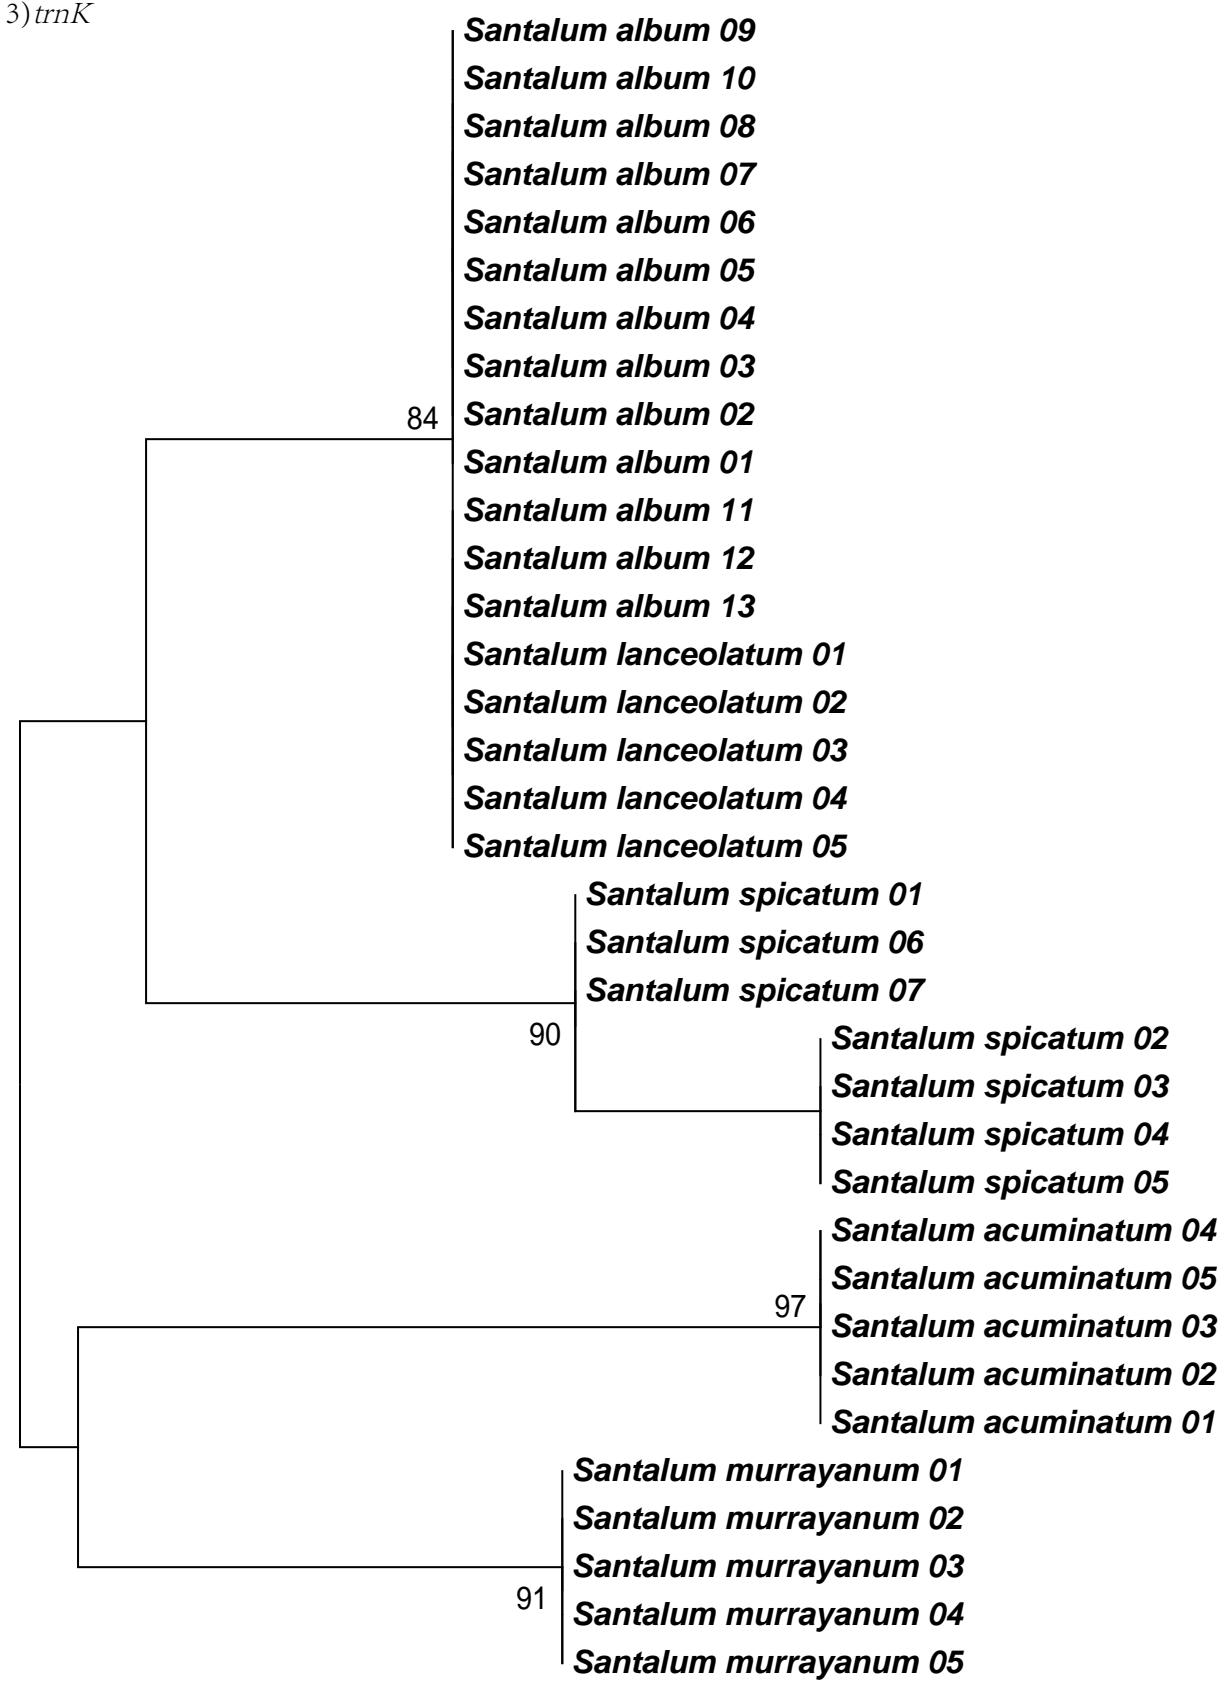 3) trnK
Santalum album 09
Santalum album 10
Santalum album 08
Santalum album 07
Santalum album 06
Santalum album 05
Santalum album 04
Santalum album 03
84
Santalum album 02
Santalum album 01
Santalum album 11
Santalum album 12
Santalum album 13
Santalum lanceolatum 01
Santalum lanceolatum 02
Santalum lanceolatum 03
Santalum lanceolatum 04
Santalum lanceolatum 05
Santalum spicatum 01
Santalum spicatum 06
Santalum spicatum 07
90
Santalum spicatum 02
Santalum spicatum 03
Santalum spicatum 04
Santalum spicatum 05
Santalum acuminatum 04
Santalum acuminatum 05
97
Santalum acuminatum 03
Santalum acuminatum 02
Santalum acuminatum 01
Santalum murrayanum 01
Santalum murrayanum 02
Santalum murrayanum 03
91
Santalum murrayanum 04
Santalum murrayanum 05